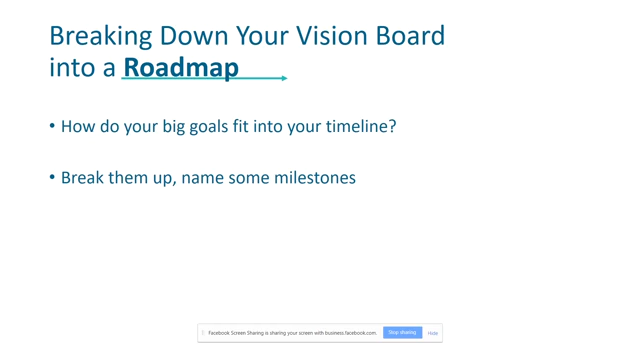 Breaking Down Your Vision Board
into a Roadmap
• How do your big goals fit into your timeline?
• Break them up, name some milestones
Facebook Screen Sharing is sharing your screen with business.facebook.com. Stop sharing Hide